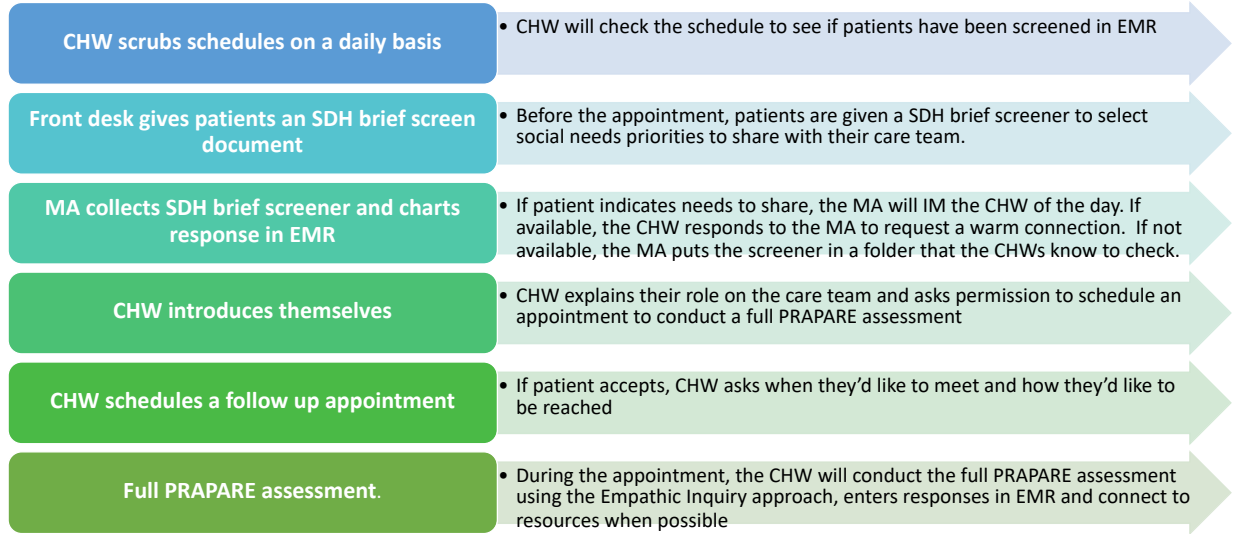 CHW scrubs schedules on a daily basis
• CHW will check the schedule to see if patients have been screened in EMR
Front desk gives patients an SDH brief screen
document
• Before the appointment, patients are given a SDH brief screener to select
social needs priorities to share with their care team.
MA collects SDH brief screener and charts
response in EMR
• If patient indicates needs to share, the MA will IM the CHW of the day. If
available, the CHW responds to the MA to request a warm connection.  If not
available, the MA puts the screener in a folder that the CHWs know to check.
CHW introduces themselves
• CHW explains their role on the care team and asks permission to schedule an
appointment to conduct a full PRAPARE assessment
CHW schedules a follow up appointment
• If patient accepts, CHW asks when they’d like to meet and how they’d like to
be reached
Full PRAPARE assessment.
• During the appointment, the CHW will conduct the full PRAPARE assessment
using the Empathic Inquiry approach, enters responses in EMR and connect to
resources when possible